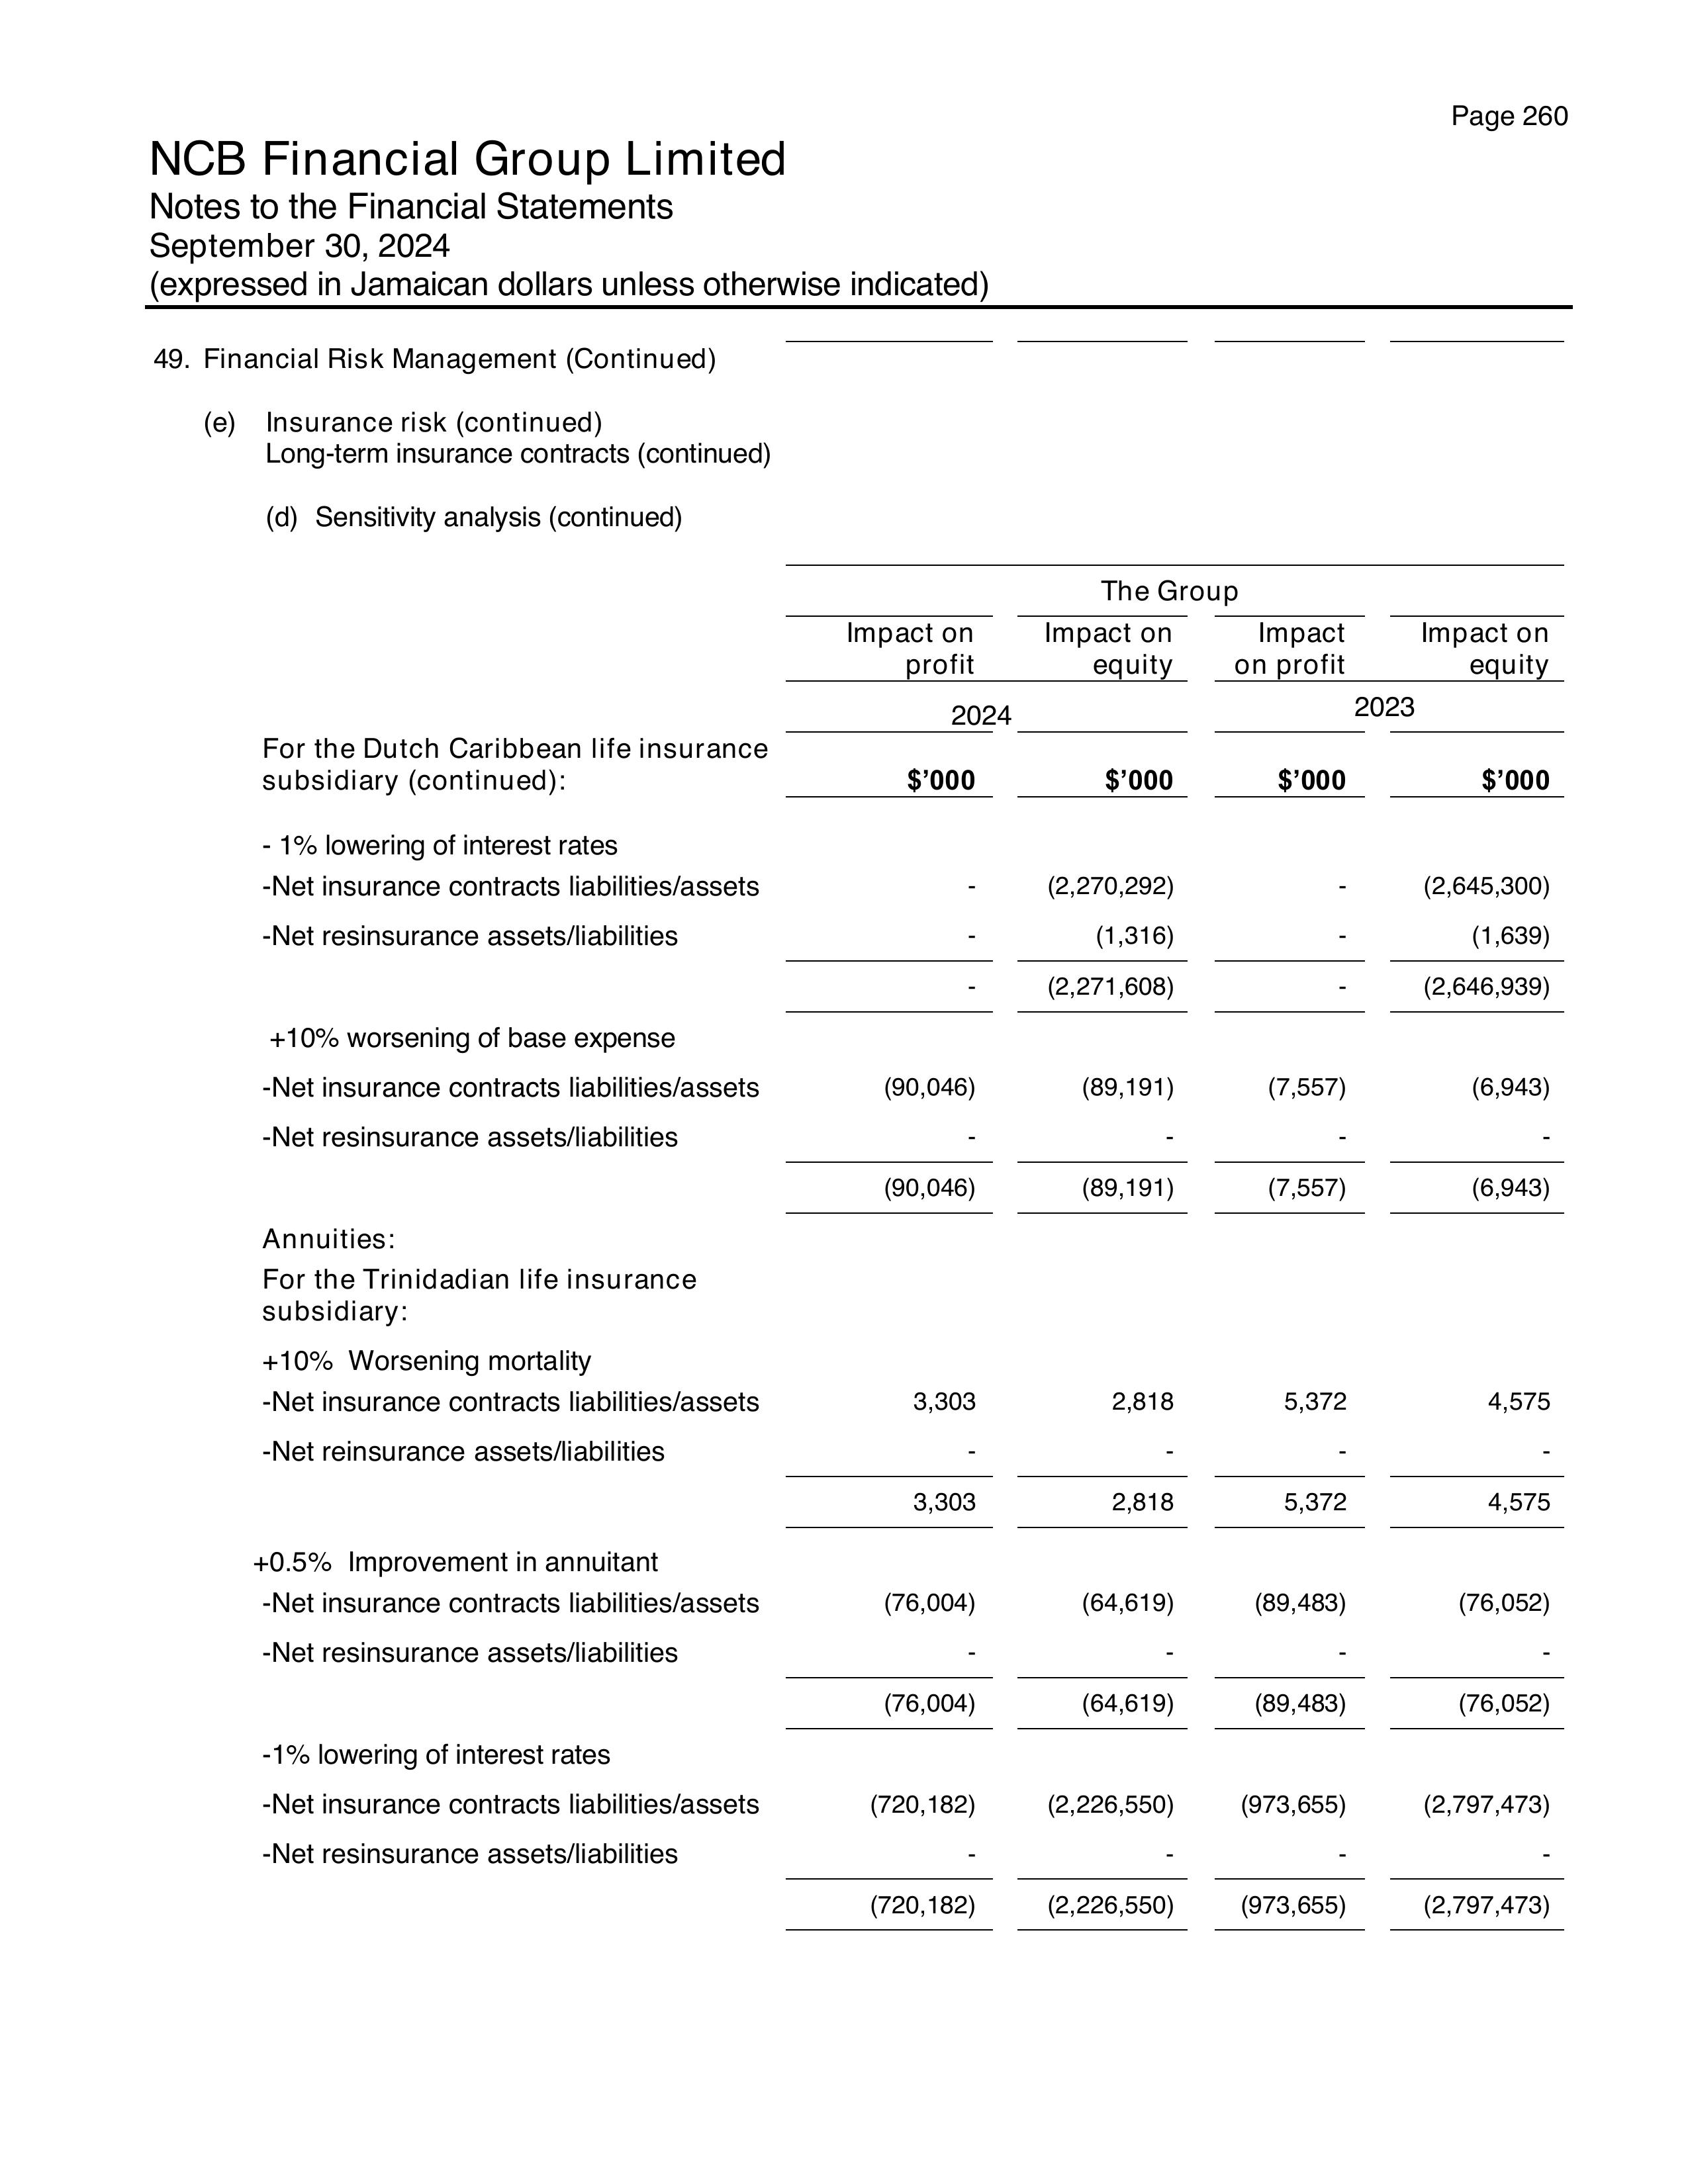 Page 260
NCB Financial Group Limited
Notes to the Financial Statements
September 30, 2024
(expressed in Jamaican dollars unless otherwise indicated)
49. Financial Risk Management (Continued)
(e) Insurance risk (continued)
Long-term insurance contracts (continued)
(d) Sensitivity analysis (continued)
The Group
Impact on profit Impact on equity Impact on profit Impact on equity
2024 2023
For the Dutch Caribbean life insurance
subsidiary (continued): $’000 $’000 $’000 $’000
- 1% lowering of interest rates
-Net insurance contracts liabilities/assets - (2,270,292) - (2,645,300)
-Net resinsurance assets/liabilities - (1,316) - (1,639)
- (2,271,608) - (2,646,939)
+10% worsening of base expense
-Net insurance contracts liabilities/assets (90,046) (89,191) (7,557) (6,943)
-Net resinsurance assets/liabilities - - - -
(90,046) (89,191) (7,557) (6,943)
Annuities:
For the Trinidadian life insurance
subsidiary:
+10% Worsening mortality
-Net insurance contracts liabilities/assets 3,303 2,818 5,372 4,575
-Net reinsurance assets/liabilities - - - -
3,303 2,818 5,372 4,575
+0.5% Improvement in annuitant
-Net insurance contracts liabilities/assets (76,004) (64,619) (89,483) (76,052)
-Net resinsurance assets/liabilities - - - -
(76,004) (64,619) (89,483) (76,052)
-1% lowering of interest rates
-Net insurance contracts liabilities/assets (720,182) (2,226,550) (973,655) (2,797,473)
-Net resinsurance assets/liabilities - - - -
(720,182) (2,226,550) (973,655) (2,797,473)